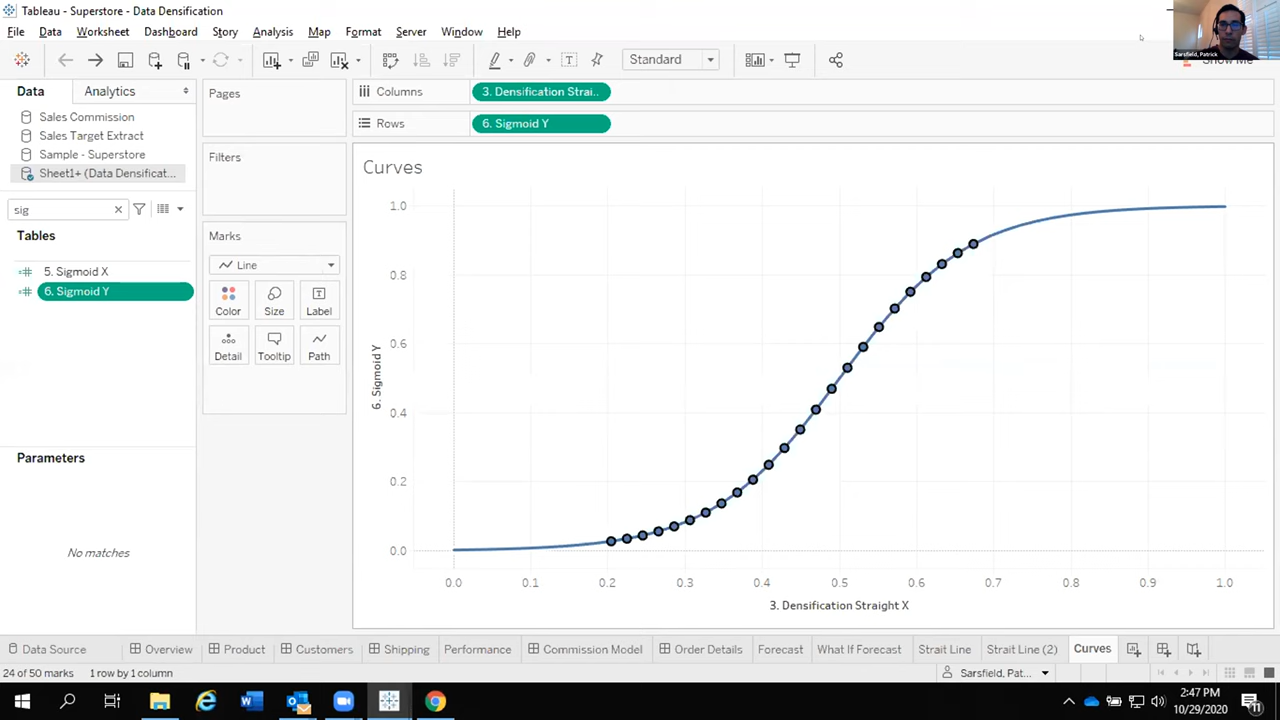 Tableau - Superstore - Data Densification
File Data Worksheet Dashboard Story Analysis Map Format Server Window Help
Sarsfield, Patrick
Standard
Show Me
Data Analytics
Pages
Columns 3. Densification Strai..
Rows 6. Sigmoid Y
Sales Commission
Sales Target Extract
Sample - Superstore
Sheet1+ (Data Densificat...
sig
Tables
5. Sigmoid X
6. Sigmoid Y
Filters
Marks
Line
Color Size Label
Detail Tooltip Path
Parameters
No matches
Curves
1.0
0.8
0.6
0.4
0.2
0.0
6. Sigmoid Y
0.0 0.1 0.2 0.3 0.4 0.5 0.6 0.7 0.8 0.9 1.0
3. Densification Straight X
Data Source Overview Product Customers Shipping Performance Commission Model Order Details Forecast What If Forecast Strait Line Strait Line (2) Curves
24 of 50 marks 1 row by 1 column Sarsfield, Pat...
2:47 PM
10/29/2020
11